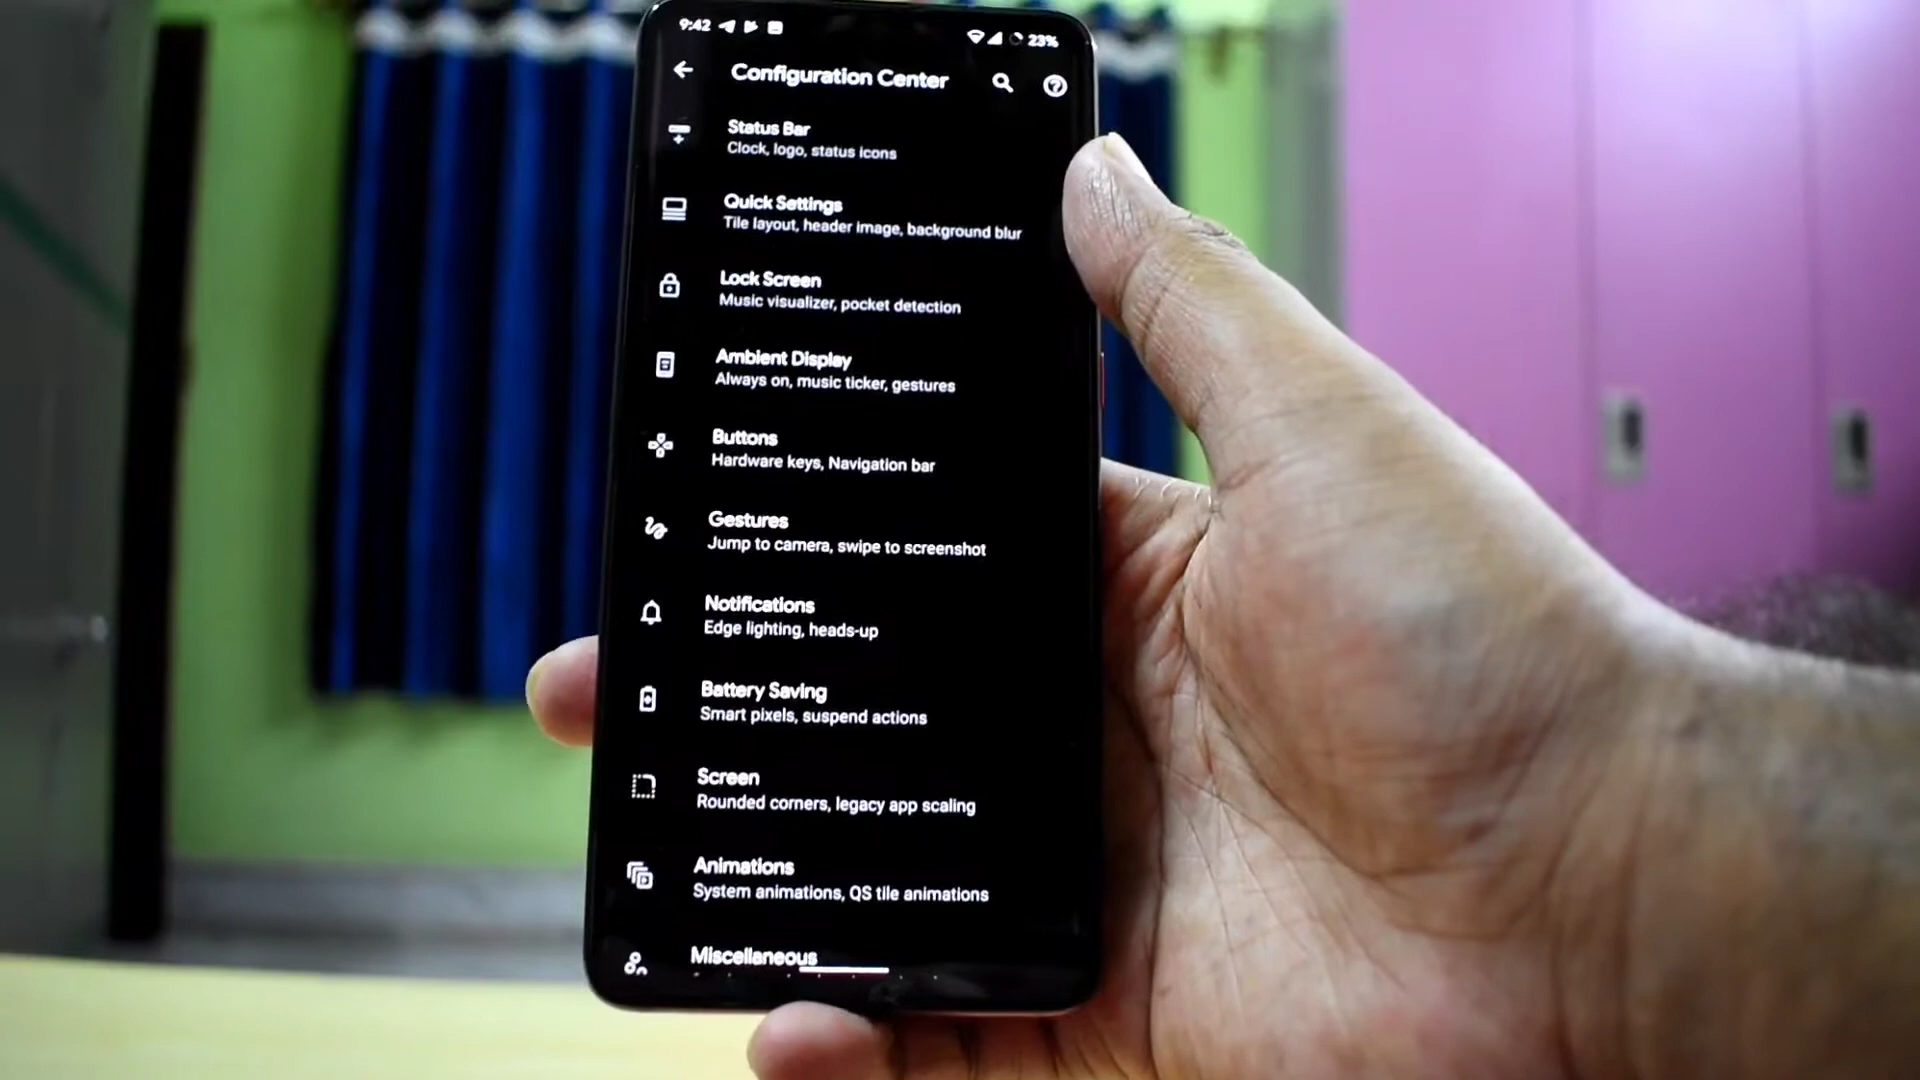 9:42
23%
Configuration Center
Status Bar
Clock, logo, status icons
Quick Settings
Tile layout, header image, background blur
Lock Screen
Music visualizer, pocket detection
Ambient Display
Always on, music ticker, gestures
Buttons
Hardware keys, Navigation bar
Gestures
Jump to camera, swipe to screenshot
Notifications
Edge lighting, heads-up
Battery Saving
Smart pixels, suspend actions
Screen
Rounded corners, legacy app scaling
Animations
System animations, QS tile animations
Miscellaneous